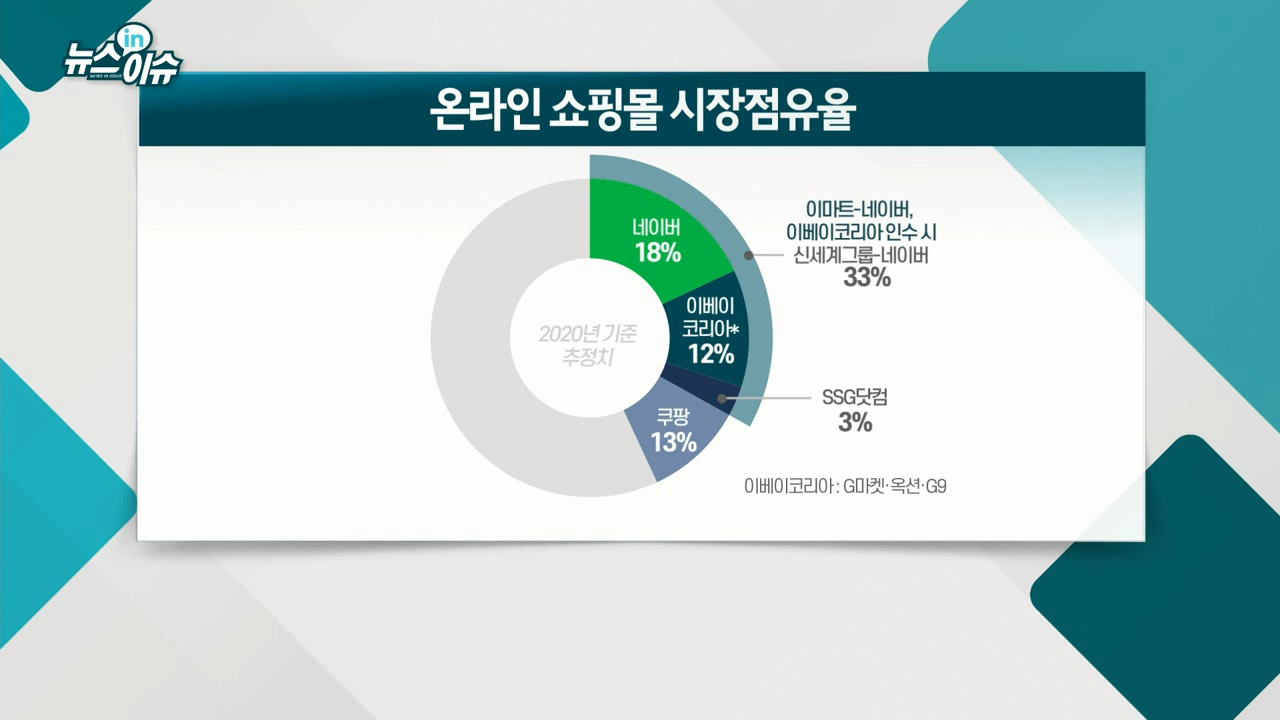 뉴스 in 이슈
NEWS IN ISSUE
온라인 쇼핑몰 시장점유율
네이버
18%
이마트-네이버,
이베이코리아 인수 시
신세계그룹-네이버
33%
이베이
코리아*
12%
2020년 기준
추정치
SSG닷컴
3%
쿠팡
13%
이베이코리아 : G마켓·옥션·G9